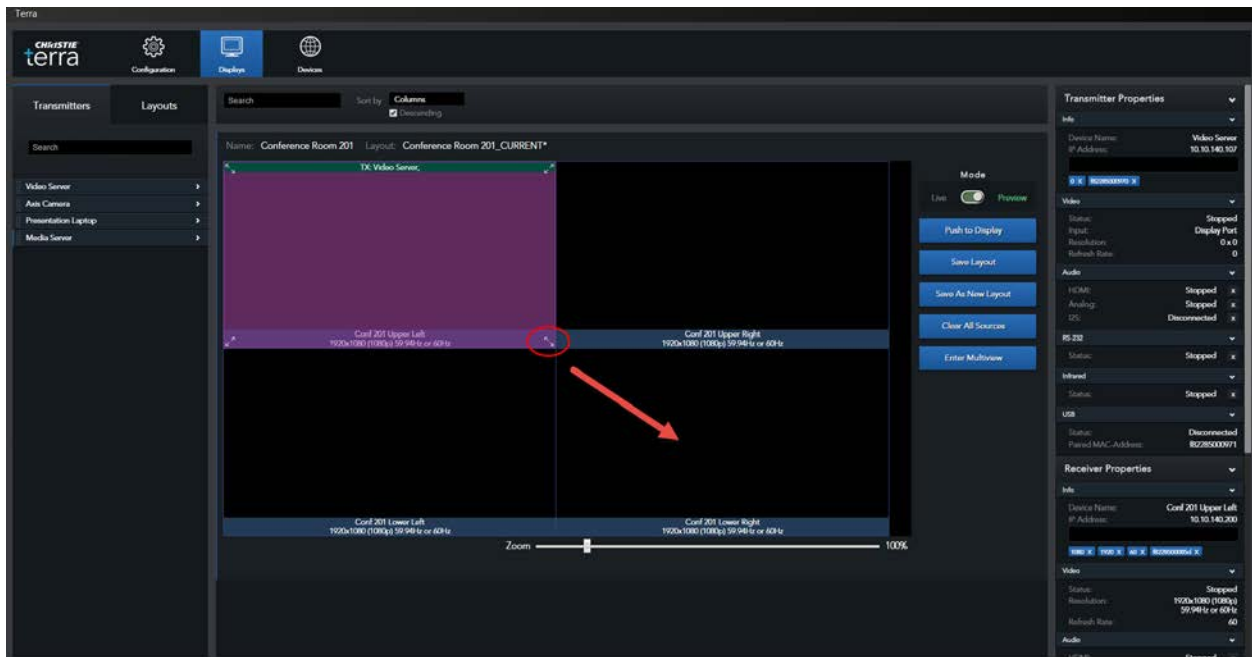 Terra
CHRISTIE
terra
Configuration
Displays
Devices
Transmitters
Layouts
Search
Video Server
Axis Camera
Presentation Laptop
Media Server
Search
Sort by
Columns
Descending
Name: Conference Room 201 Layout: Conference Room 201_CURRENT*
TX: Video Server;
Conf 201 Upper Left
1920x1080 (1080p) 59.94Hz or 60Hz
Conf 201 Upper Right
1920x1080 (1080p) 59.94Hz or 60Hz
Conf 201 Lower Left
1920x1080 (1080p) 59.94Hz or 60Hz
Conf 201 Lower Right
1920x1080 (1080p) 59.94Hz or 60Hz
Zoom
100%
Mode
Live
Preview
Push to Display
Save Layout
Save As New Layout
Clear All Sources
Enter Multiview
Transmitter Properties
Info
Device Name: Video Server
IP Address: 10.10.140.107
0 x
Video
Status: Stopped
Input: Display Port
Resolution: 0 x 0
Refresh Rate: 0
Audio
HDMI: Stopped x
Analog: Stopped x
I2S: Disconnected x
RS-232
Status: Stopped x
Infrared
Status: Stopped x
USB
Status: Disconnected
Paired MAC-Address:
Receiver Properties
Info
Device Name: Conf 201 Upper Left
IP Address: 10.10.140.200
1080 x 1920 x 60 x
Video
Status: Stopped
Resolution: 1920x1080 (1080p)
59.94Hz or 60Hz
Refresh Rate: 60
Audio
HDMI: Stopped